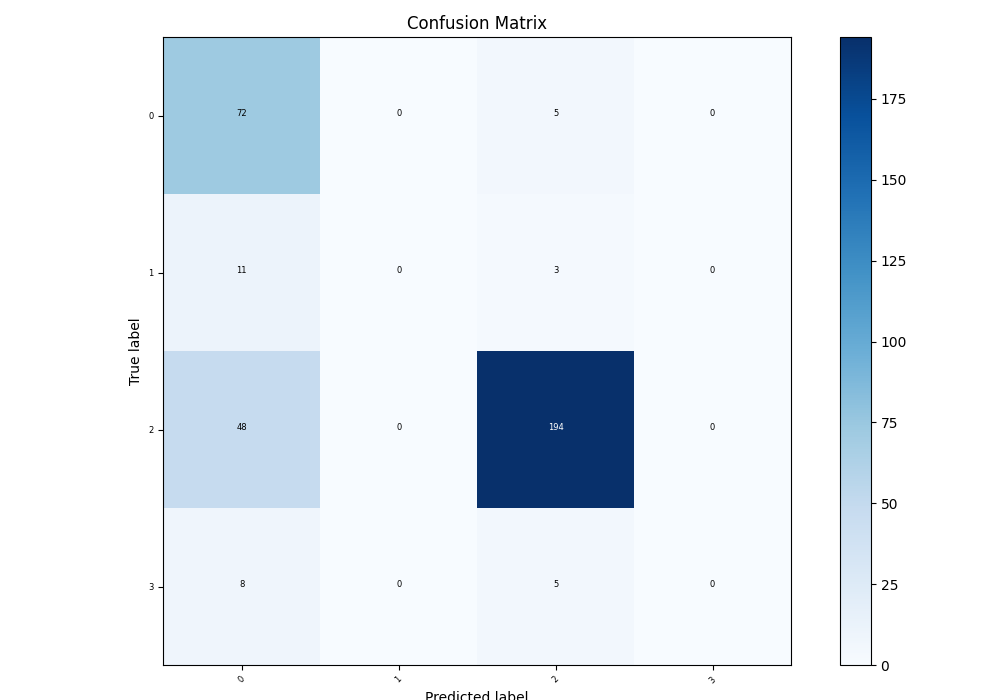 Confusion Matrix
0 72 0 5 0
1 11 0 3 0
2 48 0 194 0
3 8 0 5 0
0 1 2 3
True label
Predicted label
175
150
125
100
75
50
25
0